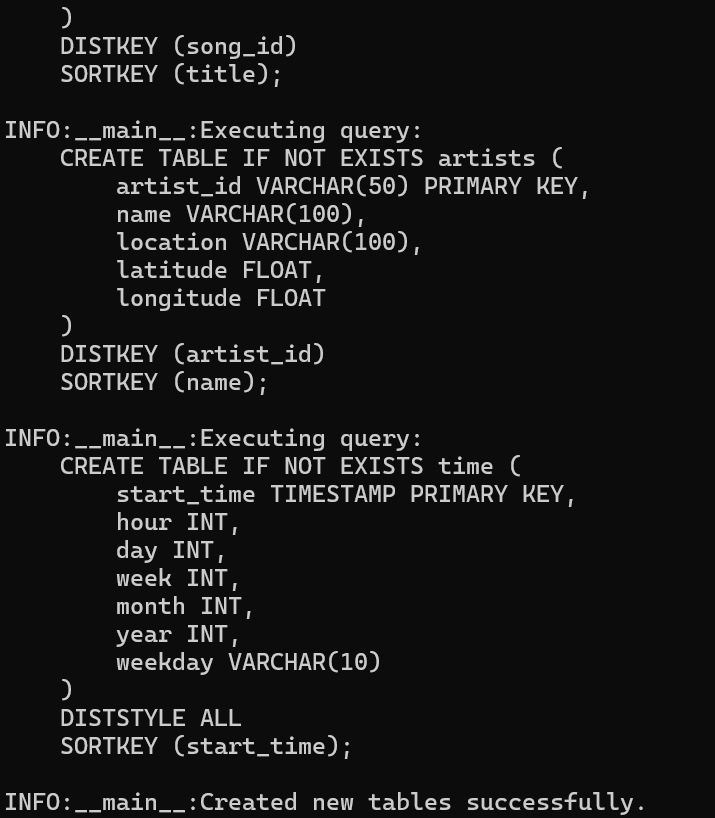 )
DISTKEY (song_id)
SORTKEY (title);
INFO:__main__:Executing query:
CREATE TABLE IF NOT EXISTS artists (
artist_id VARCHAR(50) PRIMARY KEY,
name VARCHAR(100),
location VARCHAR(100),
latitude FLOAT,
longitude FLOAT
)
DISTKEY (artist_id)
SORTKEY (name);
INFO:__main__:Executing query:
CREATE TABLE IF NOT EXISTS time (
start_time TIMESTAMP PRIMARY KEY,
hour INT,
day INT,
week INT,
month INT,
year INT,
weekday VARCHAR(10)
)
DISTSTYLE ALL
SORTKEY (start_time);
INFO:__main__:Created new tables successfully.